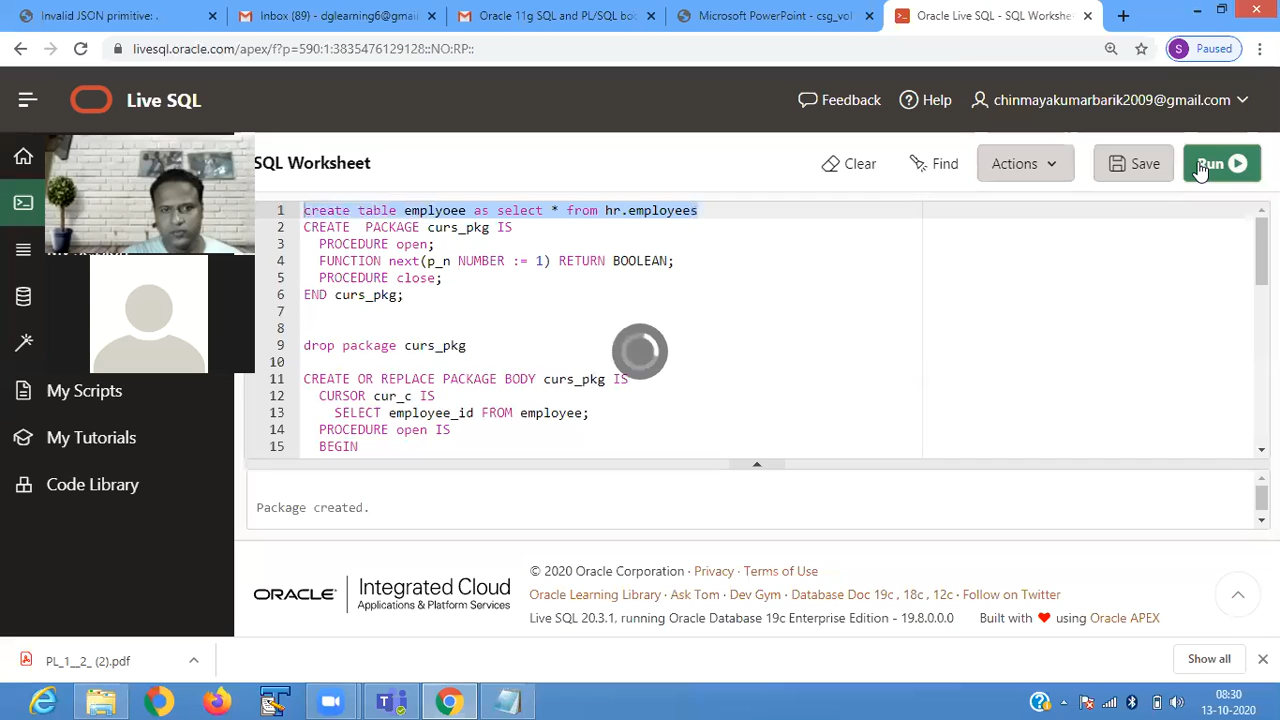 Invalid JSON primitive: .
Inbox (89) - dglearning6@gmail
Oracle 11g SQL and PL/SQL bo
Microsoft PowerPoint - csg_vol
Oracle Live SQL - SQL Workshe
livesql.oracle.com/apex/f?p=590:1:3835476129128::NO:RP::
S Paused
Live SQL
Feedback
Help
chinmayakumarbarik2009@gmail.com
SQL Worksheet
Clear
Find
Actions
Save
Run
1 create table emplyoee as select * from hr.employees
2 CREATE  PACKAGE curs_pkg IS
3 PROCEDURE open;
4 FUNCTION next(p_n NUMBER := 1) RETURN BOOLEAN;
5 PROCEDURE close;
6 END curs_pkg;
7
8
9 drop package curs_pkg
10
11 CREATE OR REPLACE PACKAGE BODY curs_pkg IS
12 CURSOR cur_c IS
13 SELECT employee_id FROM employee;
14 PROCEDURE open IS
15 BEGIN
My Scripts
My Tutorials
Code Library
Package created.
ORACLE
Integrated Cloud
Applications & Platform Services
© 2020 Oracle Corporation · Privacy · Terms of Use
Oracle Learning Library · Ask Tom · Dev Gym · Database Doc 19c , 18c , 12c · Follow on Twitter
Live SQL 20.3.1, running Oracle Database 19c Enterprise Edition - 19.8.0.0.0
Built with ♥ using Oracle APEX
PL_1__2_ (2).pdf
Show all
08:30
13-10-2020